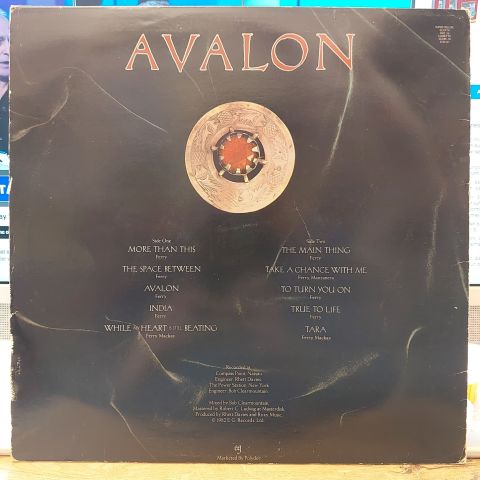 AVALON
Side One
MORE THAN THIS
Ferry
THE SPACE BETWEEN
Ferry
AVALON
Ferry
INDIA
Ferry
WHILE MY HEART IS STILL BEATING
Ferry Mackay
Side Two
THE MAIN THING
Ferry
TAKE A CHANCE WITH ME
Ferry Manzanera
TO TURN YOU ON
Ferry
TRUE TO LIFE
Ferry
TARA
Ferry Mackay
Recorded at
Compass Point, Nassau
Engineer: Rhett Davies
The Power Station, New York
Engineer: Bob Clearmountain
Mixed by Bob Clearmountain
Mastered by Robert C. Ludwig at Masterdisk
Produced by Rhett Davies and Roxy Music
© 1982 E.G. Records Ltd.
Marketed By Polydor